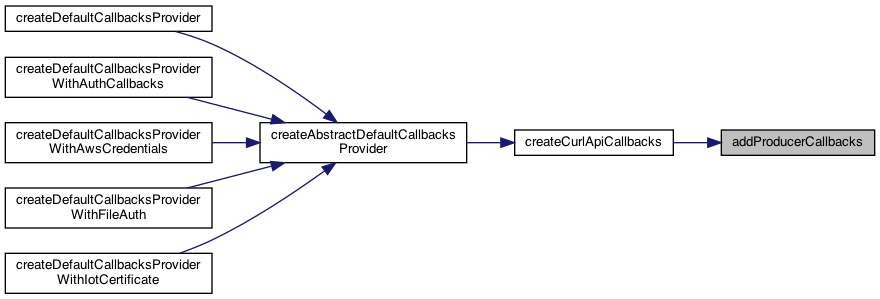 createDefaultCallbacksProvider
createDefaultCallbacksProvider
WithAuthCallbacks
createDefaultCallbacksProvider
WithAwsCredentials
createDefaultCallbacksProvider
WithFileAuth
createDefaultCallbacksProvider
WithIotCertificate
createAbstractDefaultCallbacks
Provider
createCurlApiCallbacks
addProducerCallbacks